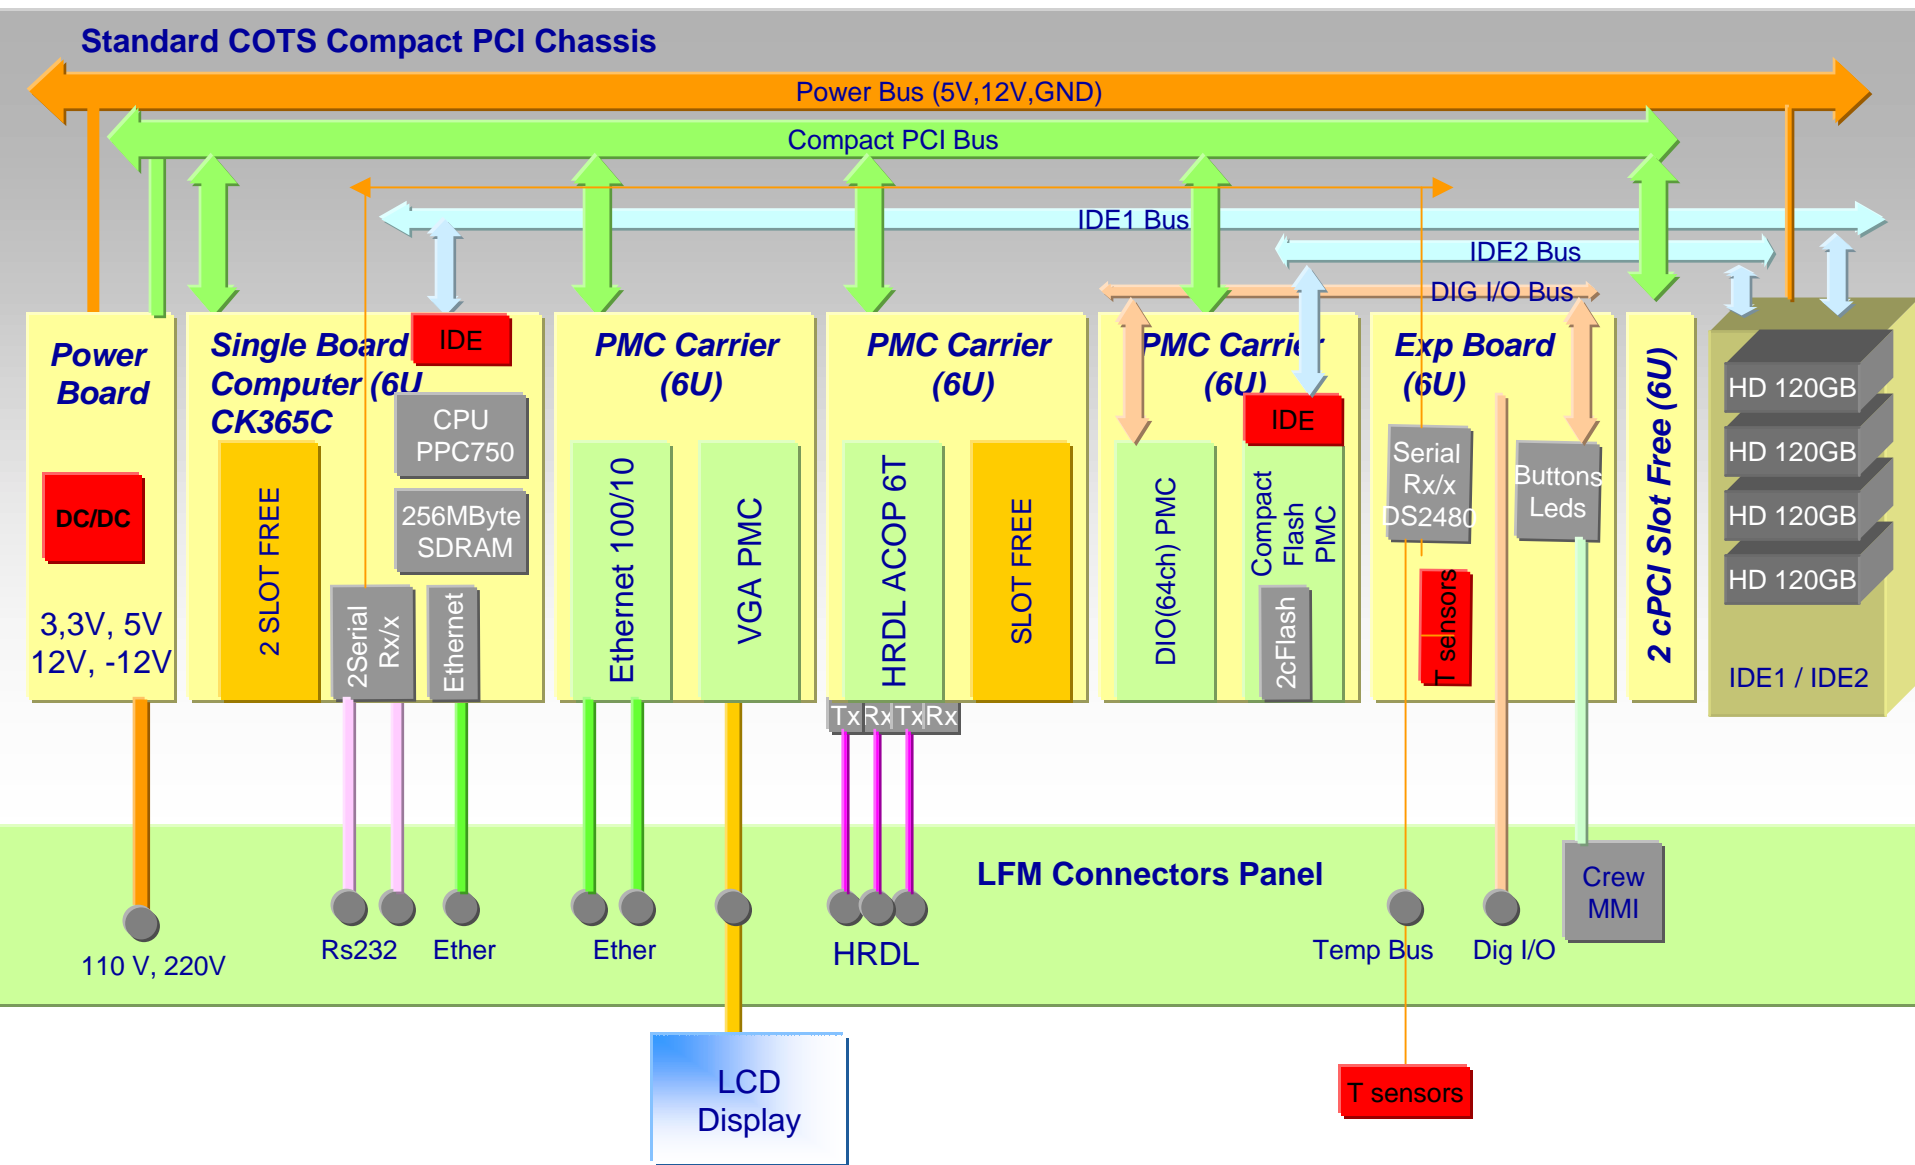 Standard COTS Compact PCI Chassis
Power Bus (5V,12V,GND)
Compact PCI Bus
IDE1 Bus
IDE2 Bus
DIG I/O Bus
Power
Board
DC/DC
3,3V, 5V
12V, -12V
Single Board
Computer (6U
CK365C
IDE
CPU
PPC750
256MByte
SDRAM
2 SLOT FREE
2Serial
Rx/x
Ethernet
PMC Carrier
(6U)
Ethernet 100/10
VGA PMC
PMC Carrier
(6U)
HRDL ACOP 6T
SLOT FREE
Tx Rx Tx Rx
PMC Carrier
(6U)
IDE
DIO(64ch) PMC
Compact
Flash
PMC
2cFlash
Exp Board
(6U)
Serial
Rx/x
DS2480
Buttons
Leds
T sensors
2 cPCI Slot Free (6U)
HD 120GB
HD 120GB
HD 120GB
HD 120GB
IDE1 / IDE2
LFM Connectors Panel
Crew
MMI
110 V, 220V
Rs232
Ether
Ether
HRDL
Temp Bus
Dig I/O
LCD
Display
T sensors